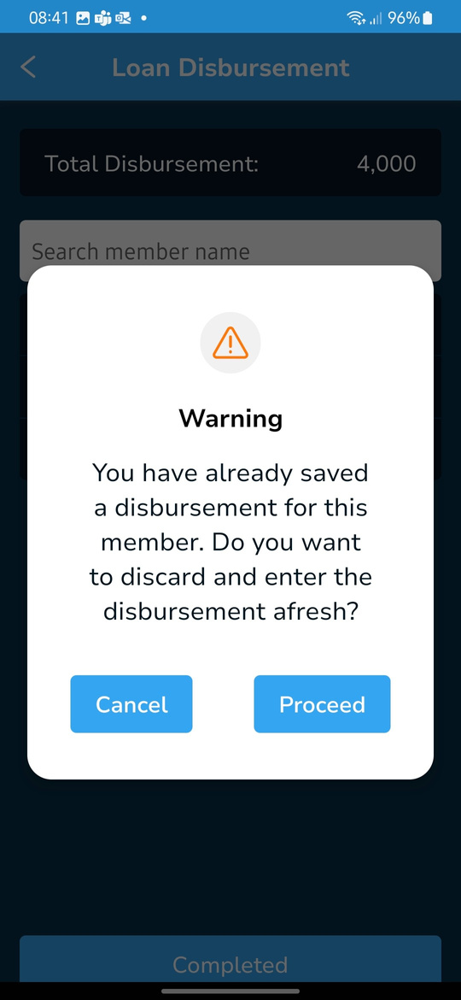 08:41
96%
Loan Disbursement
Total Disbursement: 4,000
Search member name
Warning
You have already saved
a disbursement for this
member. Do you want
to discard and enter the
disbursement afresh?
Cancel Proceed
Completed